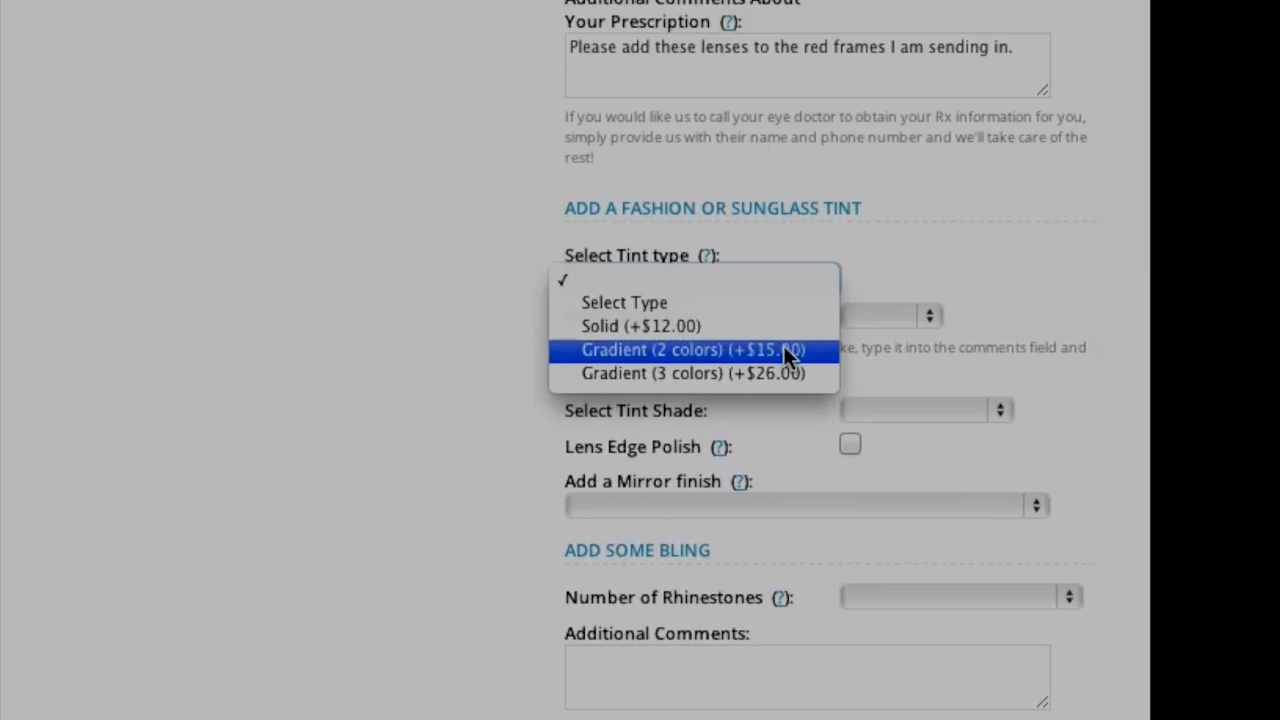 Additional Comments About
Your Prescription (?):
Please add these lenses to the red frames I am sending in.
If you would like us to call your eye doctor to obtain your Rx information for you,
simply provide us with their name and phone number and we'll take care of the
rest!
ADD A FASHION OR SUNGLASS TINT
Select Tint type (?):
✓
Select Type
Solid (+$12.00)
Gradient (2 colors) (+$15.00)
ke, type it into the comments field and
Gradient (3 colors) (+$26.00)
Select Tint Shade:
Lens Edge Polish (?):
Add a Mirror finish (?):
ADD SOME BLING
Number of Rhinestones (?):
Additional Comments: